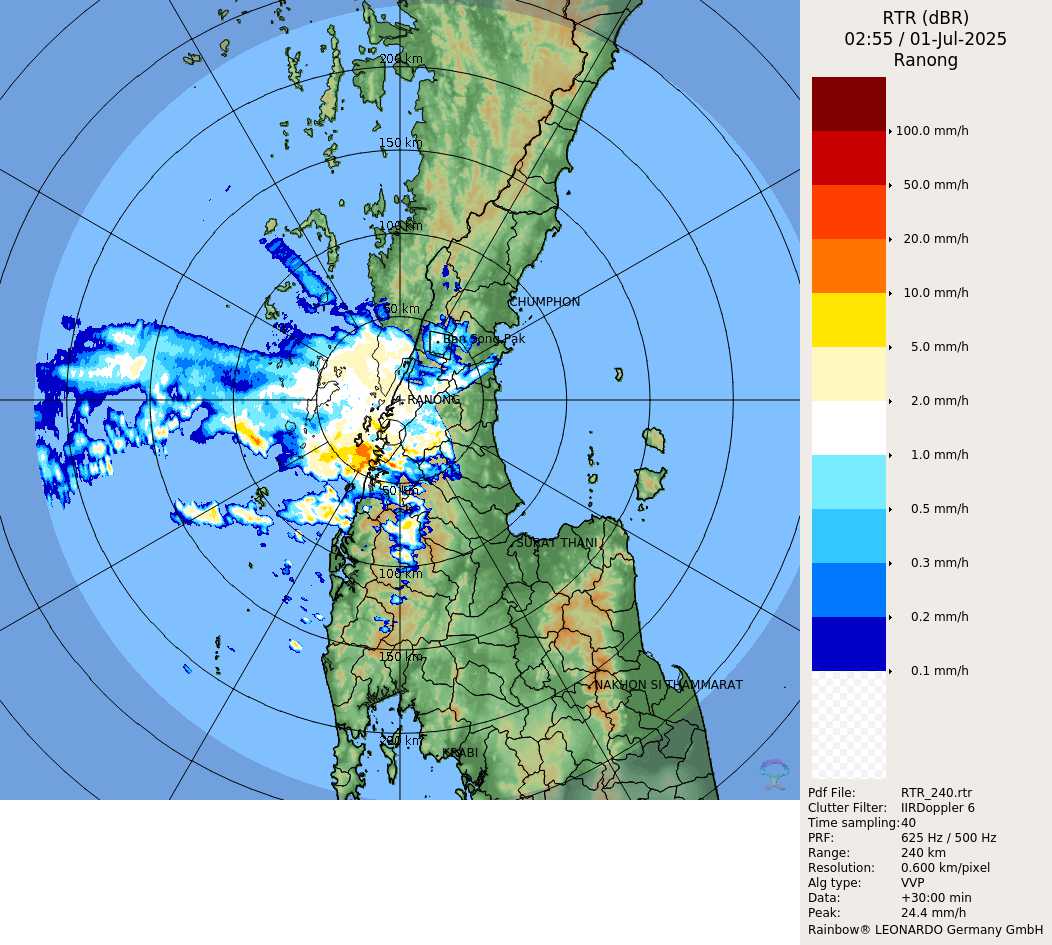 RTR (dBR)
02:55 / 01-Jul-2025
Ranong
100.0 mm/h
50.0 mm/h
20.0 mm/h
10.0 mm/h
5.0 mm/h
2.0 mm/h
1.0 mm/h
0.5 mm/h
0.3 mm/h
0.2 mm/h
0.1 mm/h
Pdf File: RTR_240.rtr
Clutter Filter: IIRDoppler 6
Time sampling: 40
PRF: 625 Hz / 500 Hz
Range: 240 km
Resolution: 0.600 km/pixel
Alg type: VVP
Data: +30:00 min
Peak: 24.4 mm/h
Rainbow® LEONARDO Germany GmbH
200 km
150 km
100 km
CHUMPHON
50 km
Ban Song Pak
RANONG
50 km
SURAT THANI
100 km
150 km
NAKHON SI THAMMARAT
200 km
KRABI